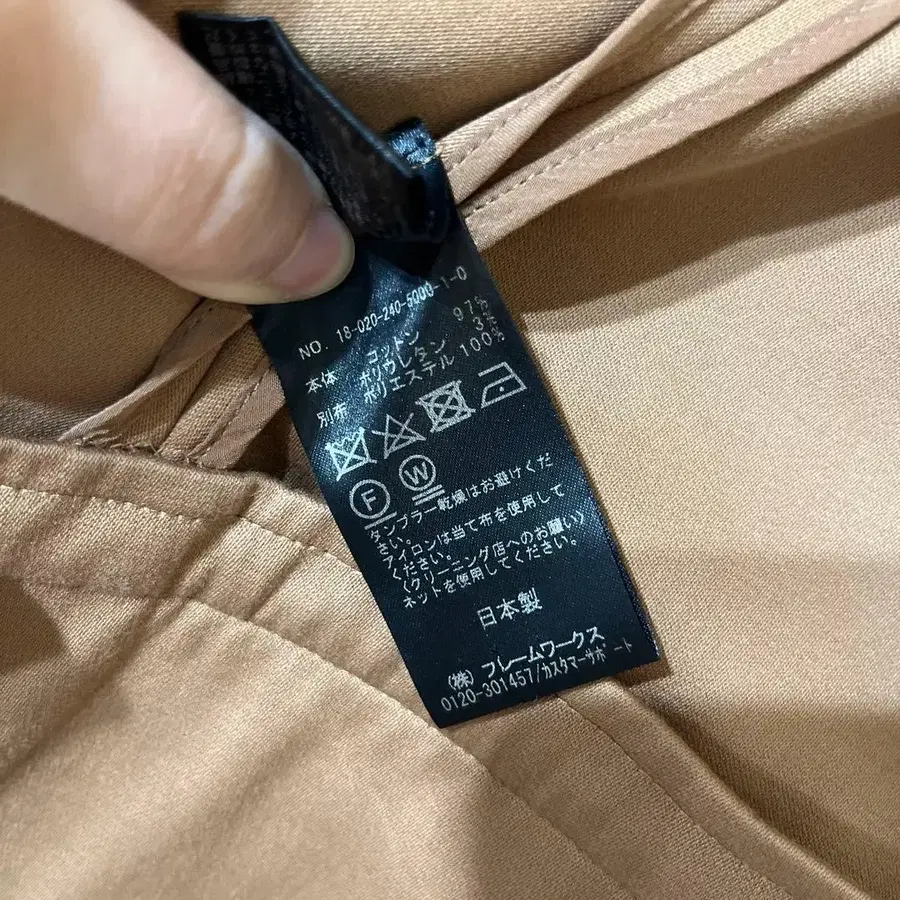 NO. 18-020-240-5000-1-0
本体 コットン 97%
ポリウレタン 3%
別布 ポリエステル 100%
F W
タンブラー乾燥はお避けくだ
さい。
アイロンは当て布を使用して
ください。
〈クリーニング店へのお願い〉
ネットを使用してください。
日本製
(株) フレームワークス
0120-301457/カスタマーサポート